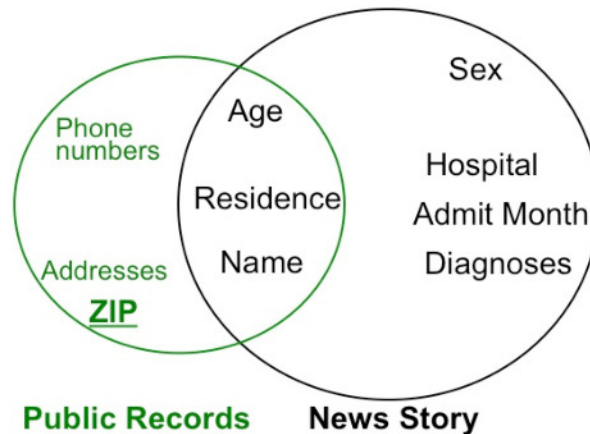 Phone
numbers
Addresses
ZIP
Age
Residence
Name
Sex
Hospital
Admit Month
Diagnoses
Public Records
News Story